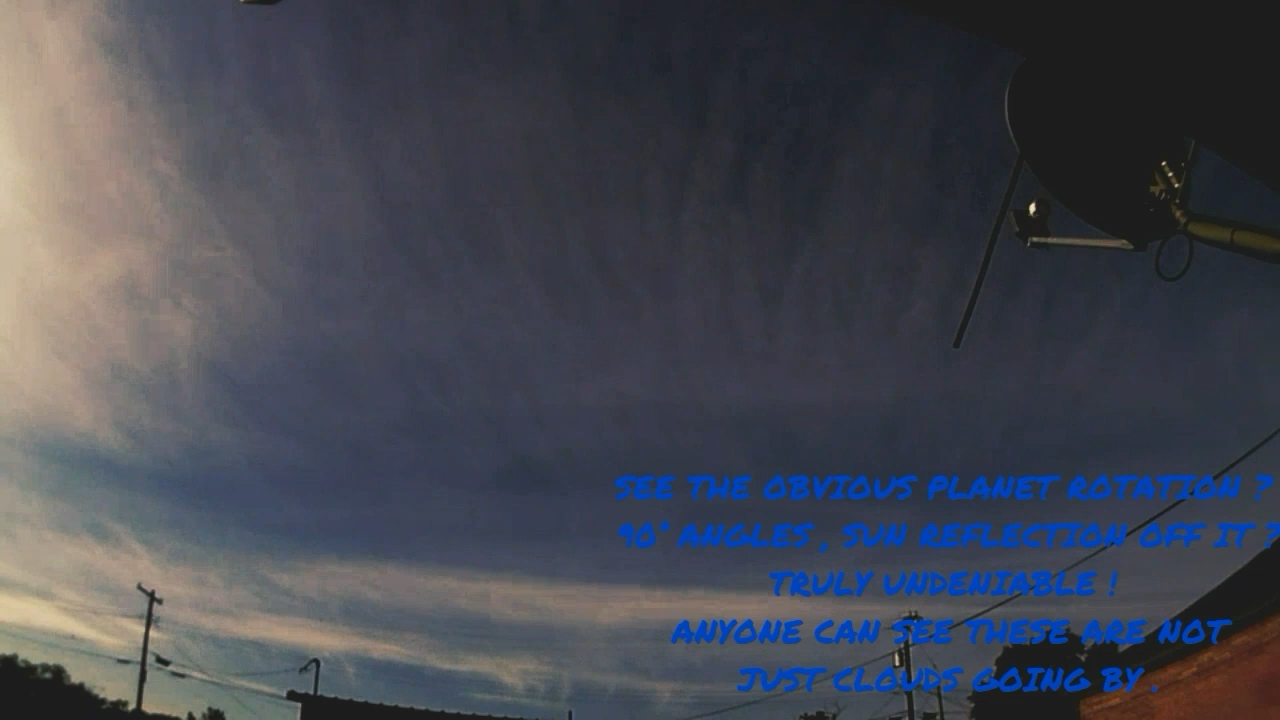 SEE THE OBVIOUS PLANET ROTATION ?
90° ANGLES , SUN REFLECTION OFF IT ?
TRULY UNDENIABLE !
ANYONE CAN SEE THESE ARE NOT
JUST CLOUDS GOING BY .